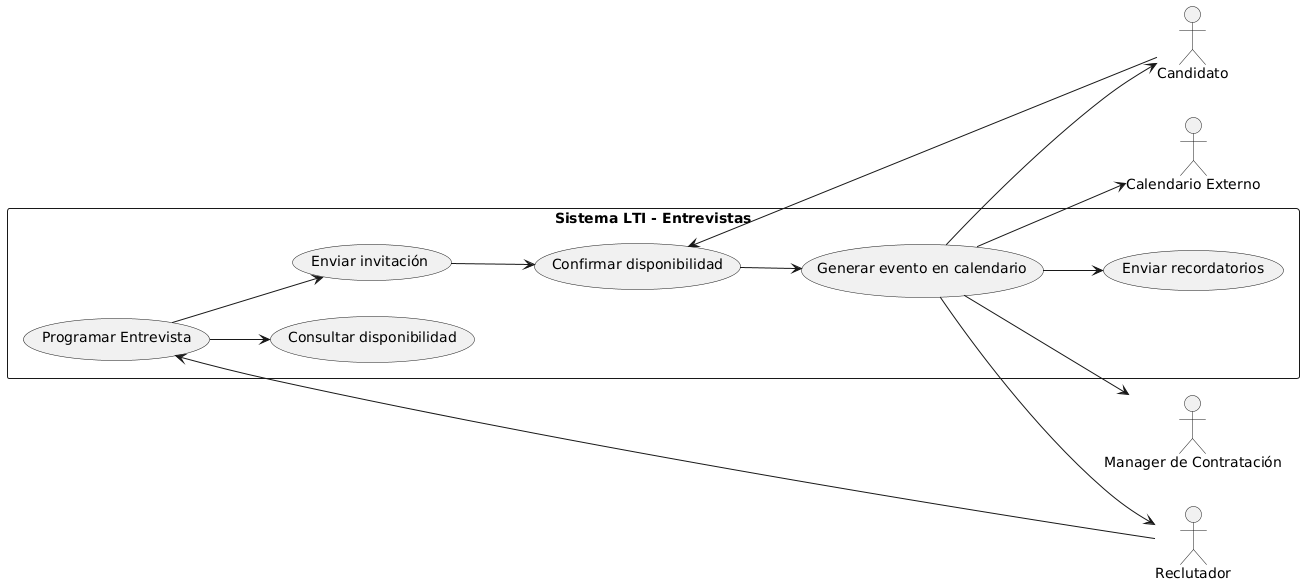 Candidato
Calendario Externo
Sistema LTI - Entrevistas
Enviar invitación
Confirmar disponibilidad
Generar evento en calendario
Enviar recordatorios
Programar Entrevista
Consultar disponibilidad
Manager de Contratación
Reclutador